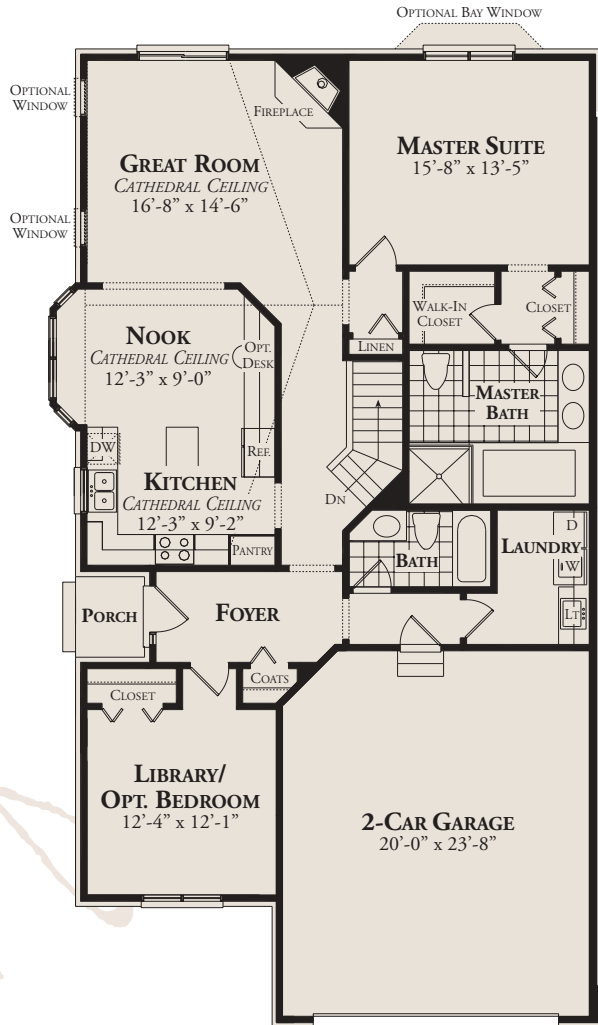 OPTIONAL BAY WINDOW
OPTIONAL
WINDOW
FIREPLACE
GREAT ROOM
CATHEDRAL CEILING
16'-8" x 14'-6"
MASTER SUITE
15'-8" x 13'-5"
OPTIONAL
WINDOW
WALK-IN
CLOSET
CLOSET
LINEN
NOOK
CATHEDRAL CEILING
12'-3" x 9'-0"
OPT.
DESK
MASTER
BATH
DW
REF.
KITCHEN
CATHEDRAL CEILING
12'-3" x 9'-2"
DN
PANTRY
BATH
LAUNDRY
D
W
LT
PORCH
FOYER
COATS
CLOSET
LIBRARY/
OPT. BEDROOM
12'-4" x 12'-1"
2-CAR GARAGE
20'-0" x 23'-8"